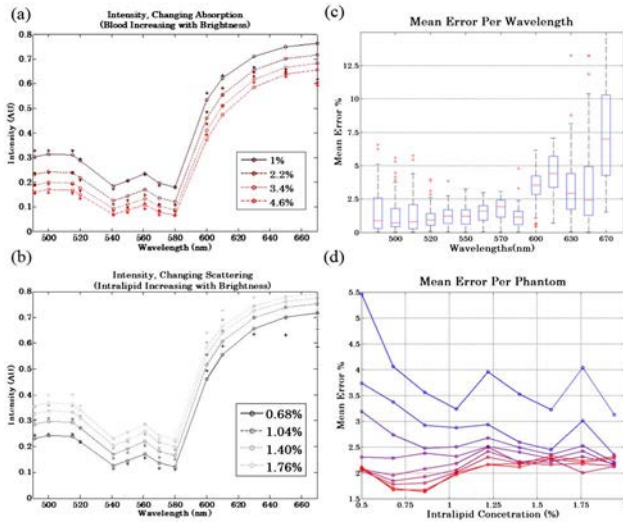 (a)
Intensity, Changing Absorption
(Blood Increasing with Brightness)
Intensity (AU)
0.8
0.7
0.6
0.5
0.4
0.3
0.2
0.1
0
500 520 540 560 580 600 620 640 660
Wavelength (nm)
1%
2.2%
3.4%
4.6%
(b)
Intensity, Changing Scattering
(Intralipid Increasing with Brightness)
Intensity (AU)
0.8
0.7
0.6
0.5
0.4
0.3
0.2
0.1
0
500 520 540 560 580 600 620 640 660
Wavelength (nm)
0.68%
1.04%
1.40%
1.76%
(c)
Mean Error Per Wavelength
Mean Error %
12.5
10
7.5
5
2.5
500 520 550 570 600 630 670
Wavelengths(nm)
(d)
Mean Error Per Phantom
Mean Error %
5.5
5
4.5
4
3.5
3
2.5
2
1.5
0.5 0.75 1 1.25 1.5 1.75
Intralipid Concetration (%)